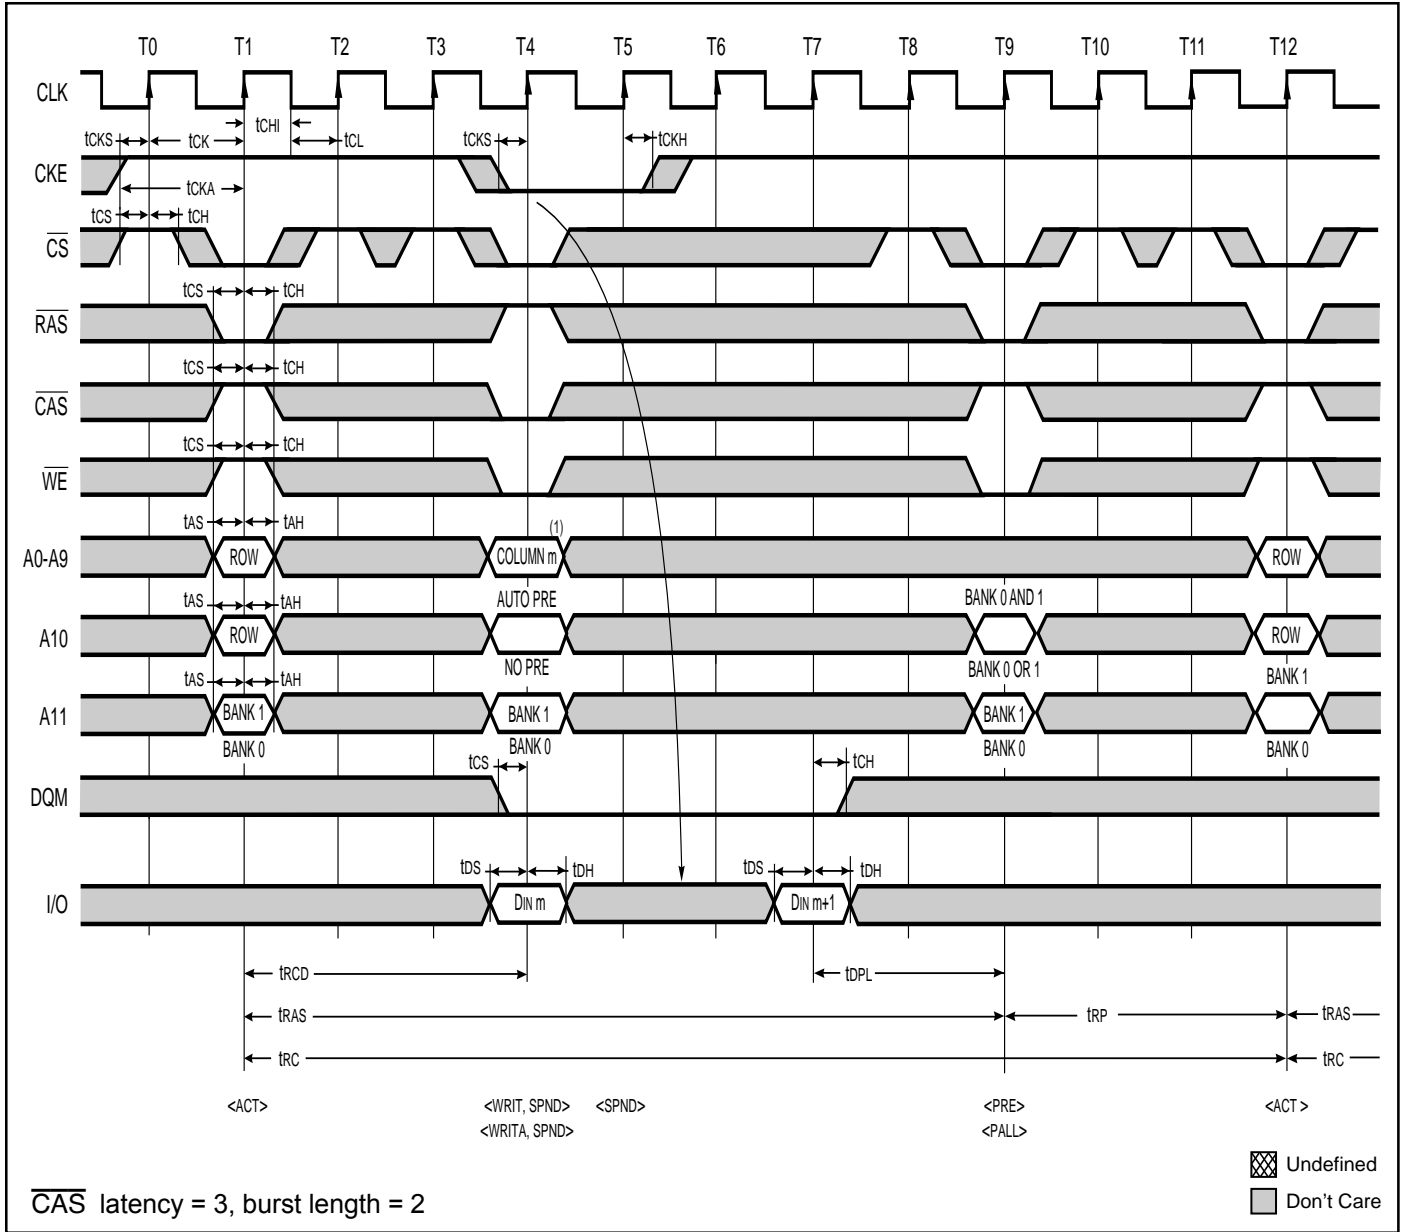 T0 T1 T2 T3 T4 T5 T6 T7 T8 T9 T10 T11 T12
CLK
tCHI
tCKS tCK tCL tCKS tCKH
CKE
tCKA
tCS tCH
CS
tCS tCH
RAS
tCS tCH
CAS
tCS tCH
WE
tAS tAH (1)
A0-A9 ROW COLUMN m ROW
tAS tAH AUTO PRE BANK 0 AND 1
A10 ROW ROW
NO PRE BANK 0 OR 1 BANK 1
tAS tAH
A11 BANK 1 BANK 1 BANK 1
BANK 0 BANK 0 BANK 0 BANK 0
tCS tCH
DQM
tDS tDH tDS tDH
I/O DIN m DIN m+1
tRCD tDPL
tRAS tRP tRAS
tRC tRC
<ACT> <WRIT, SPND> <SPND> <PRE> <ACT >
<WRITA, SPND> <PALL>
Undefined
CAS latency = 3, burst length = 2
Don't Care